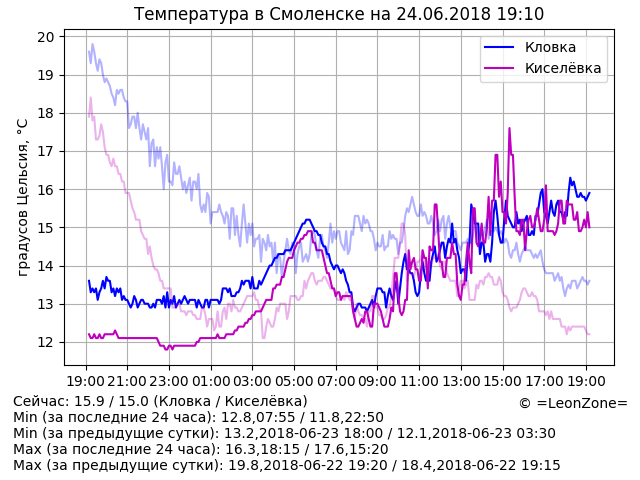 Температура в Смоленске на 24.06.2018 19:10
Кловка
Киселёвка
градусов Цельсия, °C
20
19
18
17
16
15
14
13
12
19:00 21:00 23:00 01:00 03:00 05:00 07:00 09:00 11:00 13:00 15:00 17:00 19:00
© =LeonZone=
Сейчас: 15.9 / 15.0 (Кловка / Киселёвка)
Min (за последние 24 часа): 12.8,07:55 / 11.8,22:50
Min (за предыдущие сутки): 13.2,2018-06-23 18:00 / 12.1,2018-06-23 03:30
Max (за последние 24 часа): 16.3,18:15 / 17.6,15:20
Max (за предыдущие сутки): 19.8,2018-06-22 19:20 / 18.4,2018-06-22 19:15